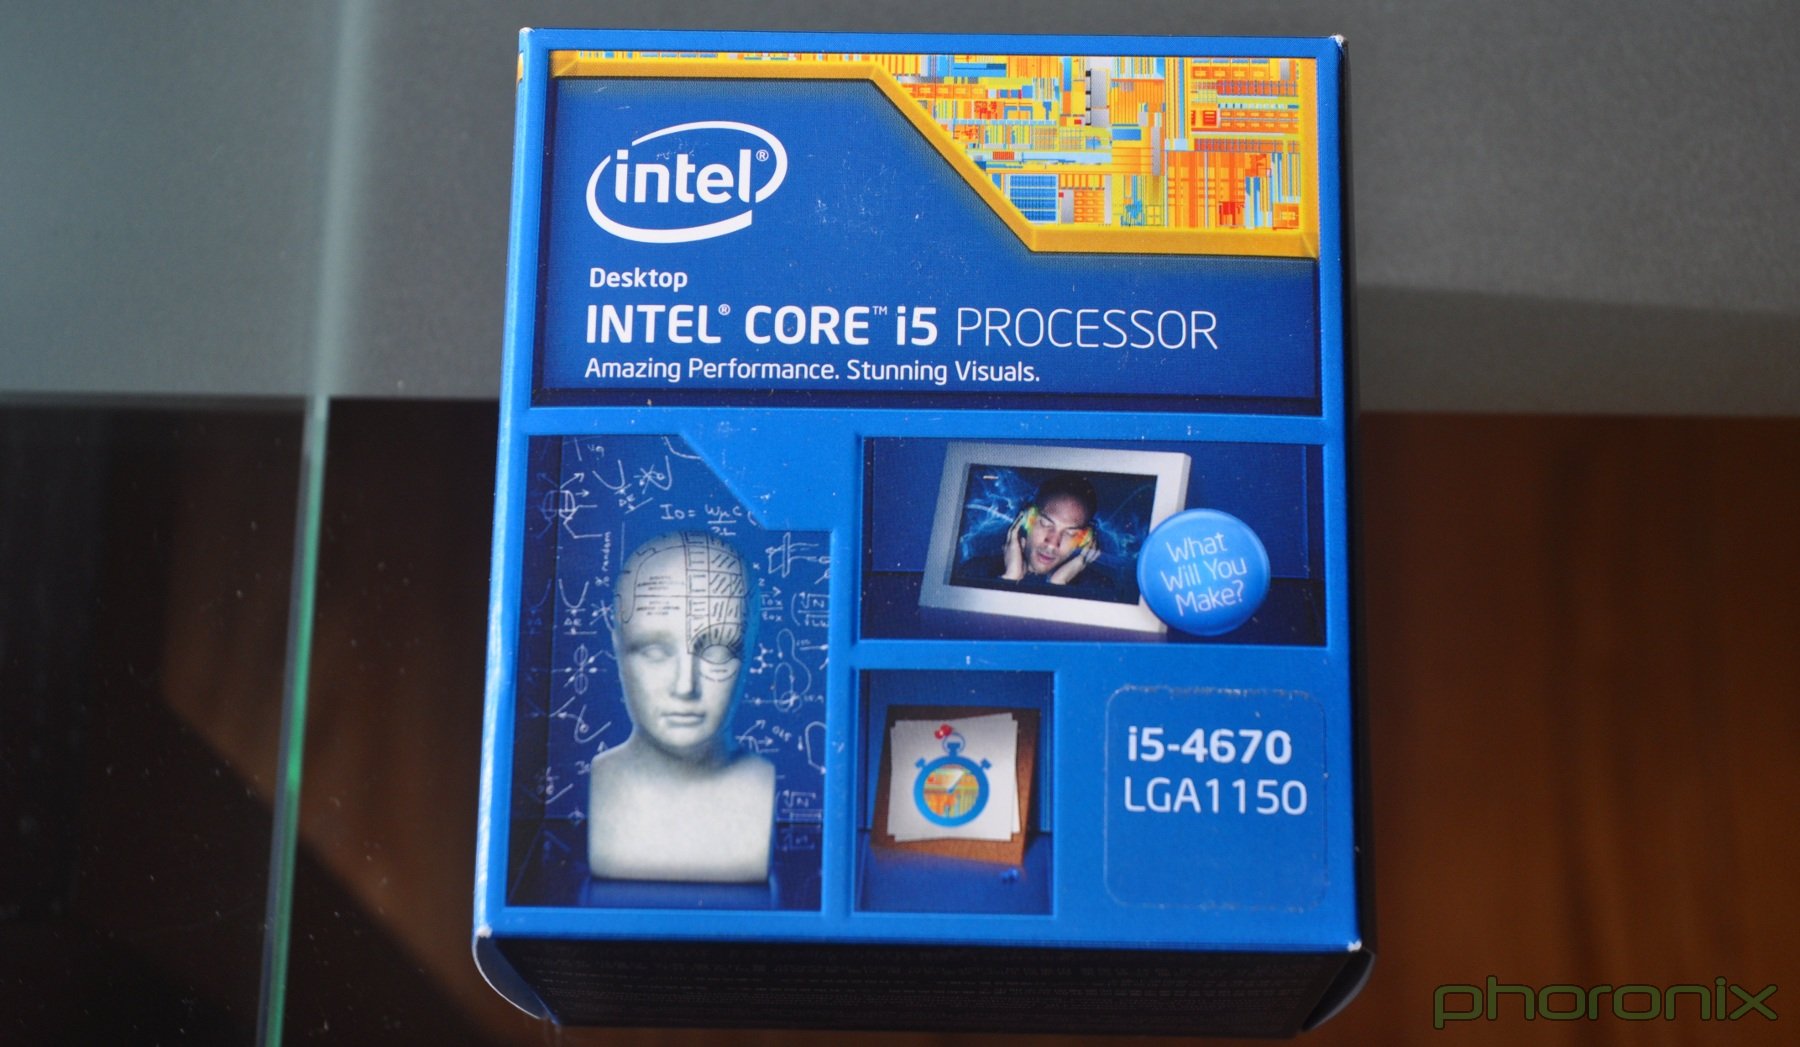 intel®
Desktop
INTEL® CORE™ i5 PROCESSOR
Amazing Performance. Stunning Visuals.
What
Will You
Make?
i5-4670
LGA1150
phoronix